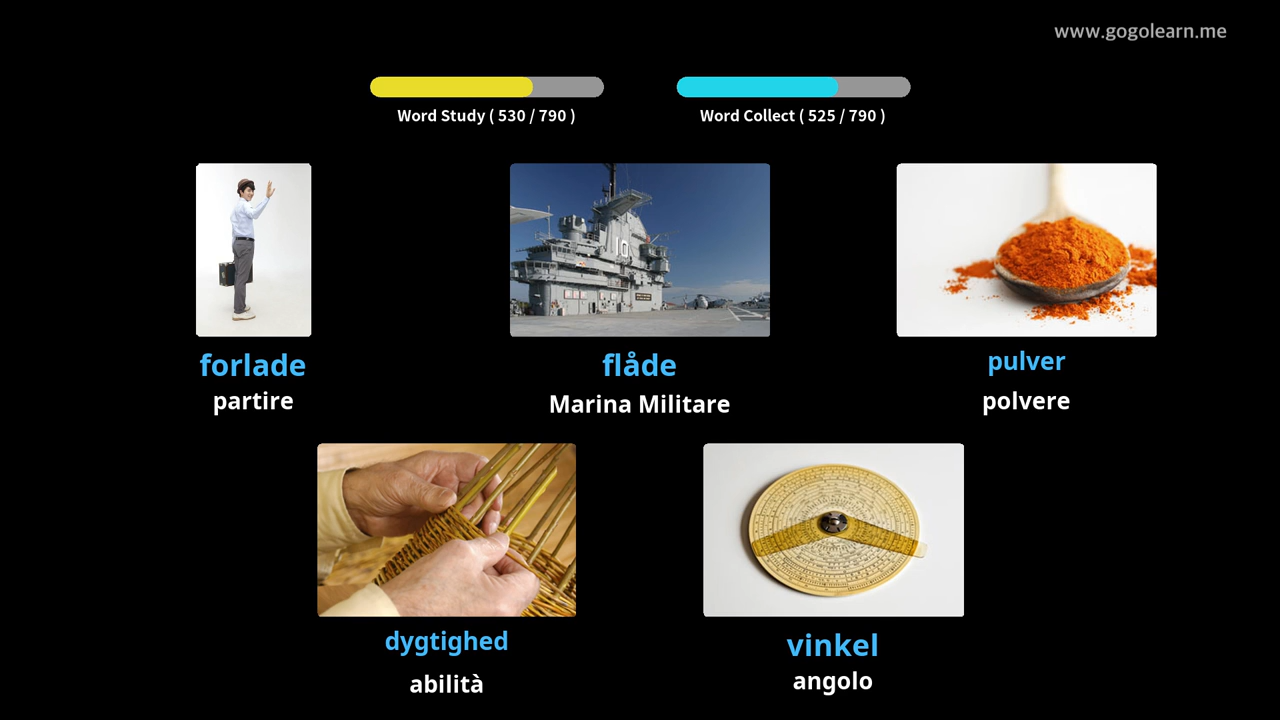 www.gogolearn.me
Word Study ( 530 / 790 )
Word Collect ( 525 / 790 )
forlade
partire
flåde
Marina Militare
pulver
polvere
dygtighed
abilità
vinkel
angolo
10